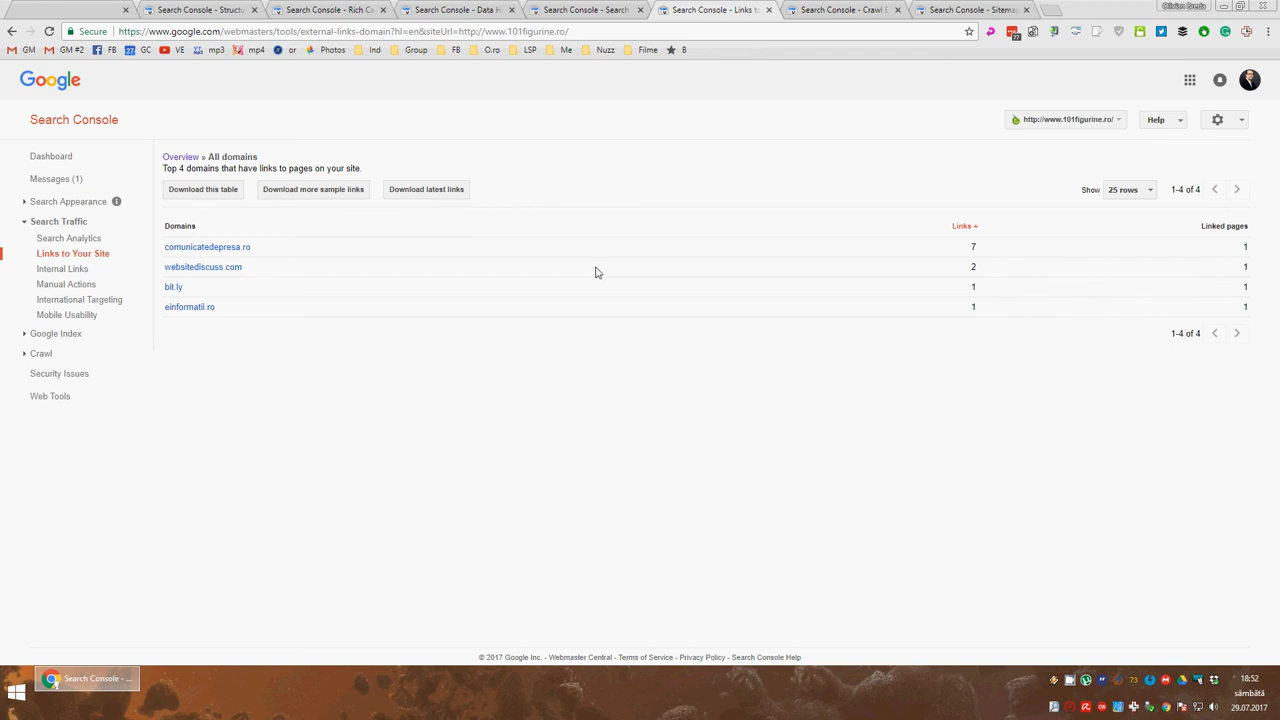 Search Console - Structu
Search Console - Rich Ca
Search Console - Data Hi
Search Console - Search
Search Console - Links to
Search Console - Crawl E
Search Console - Sitemap
Secure
https://www.google.com/webmasters/tools/external-links-domain?hl=en&siteUrl=http://www.101figurine.ro/
GM GM #2 FB GC VE mp3 mp4 or Photos Ind Group FB O.ro LSP Me Nuzz Filme B
Google
Search Console
http://www.101figurine.ro/
Help
Dashboard
Messages (1)
Search Appearance
Search Traffic
Search Analytics
Links to Your Site
Internal Links
Manual Actions
International Targeting
Mobile Usability
Google Index
Crawl
Security Issues
Web Tools
Overview » All domains
Top 4 domains that have links to pages on your site.
Download this table
Download more sample links
Download latest links
Show 25 rows 1-4 of 4
Domains Links Linked pages
comunicatedepresa.ro 7 1
websitediscuss.com 2 1
bit.ly 1 1
einformatii.ro 1 1
1-4 of 4
© 2017 Google Inc. - Webmaster Central - Terms of Service - Privacy Policy - Search Console Help
Search Console - ...
73
18:52
sâmbătă
29.07.2017